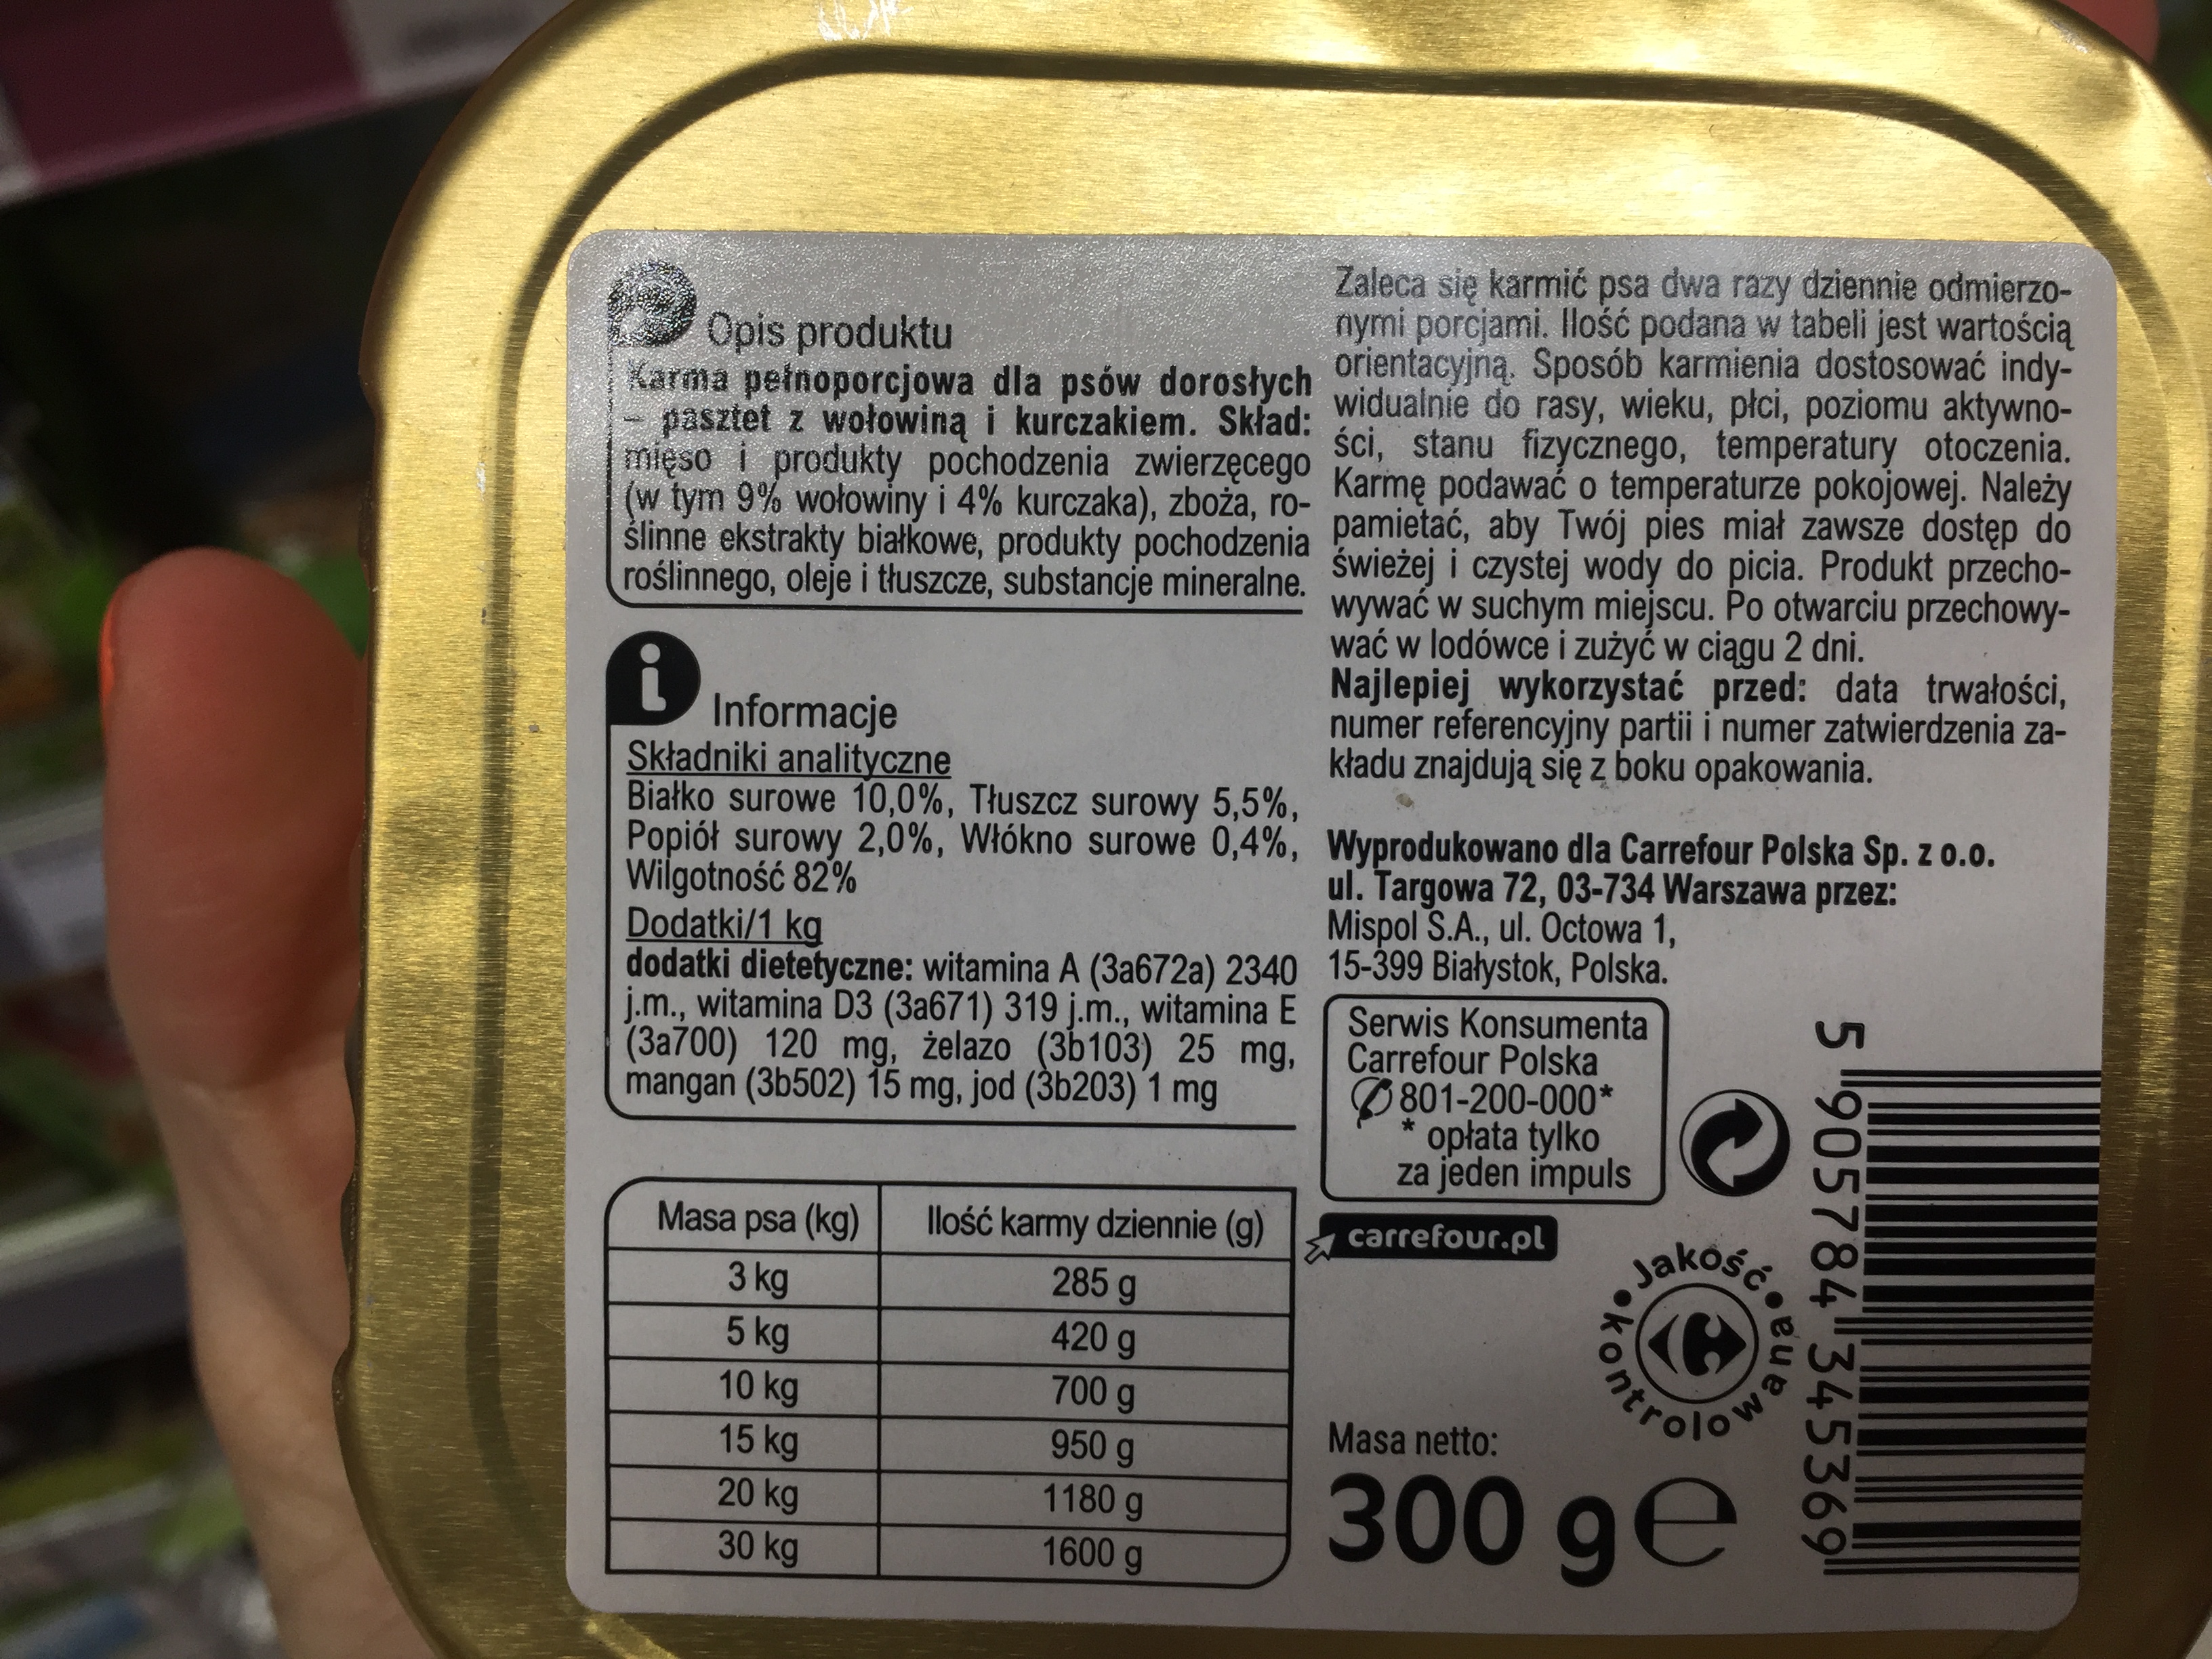 Opis produktu
Karma pełnoporcjowa dla psów dorosłych
– pasztet z wołowiną i kurczakiem. Skład:
mięso i produkty pochodzenia zwierzęcego
(w tym 9% wołowiny i 4% kurczaka), zboża, ro-
ślinne ekstrakty białkowe, produkty pochodzenia
roślinnego, oleje i tłuszcze, substancje mineralne.
i Informacje
Składniki analityczne
Białko surowe 10,0%, Tłuszcz surowy 5,5%,
Popiół surowy 2,0%, Włókno surowe 0,4%,
Wilgotność 82%
Dodatki/1 kg
dodatki dietetyczne: witamina A (3a672a) 2340
j.m., witamina D3 (3a671) 319 j.m., witamina E
(3a700) 120 mg, żelazo (3b103) 25 mg,
mangan (3b502) 15 mg, jod (3b203) 1 mg
Masa psa (kg) Ilość karmy dziennie (g)
3 kg 285 g
5 kg 420 g
10 kg 700 g
15 kg 950 g
20 kg 1180 g
30 kg 1600 g
Zaleca się karmić psa dwa razy dziennie odmierzo-
nymi porcjami. Ilość podana w tabeli jest wartością
orientacyjną. Sposób karmienia dostosować indy-
widualnie do rasy, wieku, płci, poziomu aktywno-
ści, stanu fizycznego, temperatury otoczenia.
Karmę podawać o temperaturze pokojowej. Należy
pamiętać, aby Twój pies miał zawsze dostęp do
świeżej i czystej wody do picia. Produkt przecho-
wywać w suchym miejscu. Po otwarciu przechowy-
wać w lodówce i zużyć w ciągu 2 dni.
Najlepiej wykorzystać przed: data trwałości,
numer referencyjny partii i numer zatwierdzenia za-
kładu znajdują się z boku opakowania.
Wyprodukowano dla Carrefour Polska Sp. z o.o.
ul. Targowa 72, 03-734 Warszawa przez:
Mispol S.A., ul. Octowa 1,
15-399 Białystok, Polska.
Serwis Konsumenta
Carrefour Polska
801-200-000*
* opłata tylko
za jeden impuls
carrefour.pl
Jakość
kontrolowana
Masa netto:
300 g e
5 905784 345369